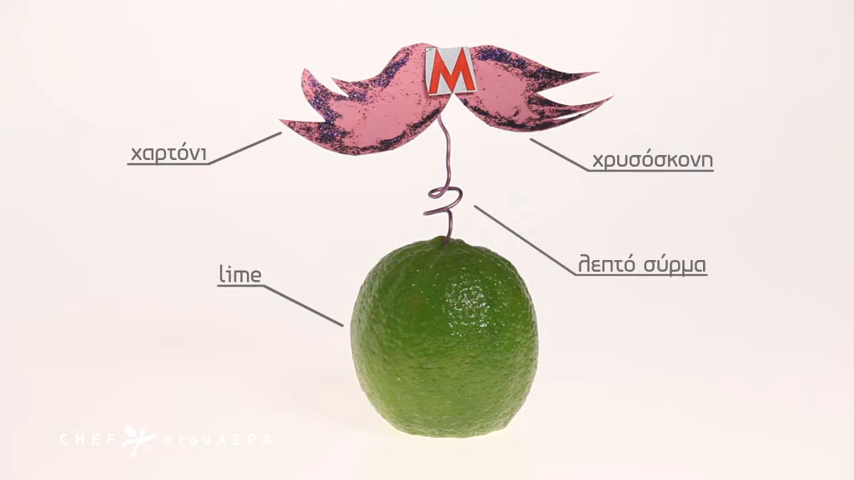 M
χαρτόνι
χρυσόσκονη
lime
λεπτό σύρμα
CHEF στονΑΕΡΑ